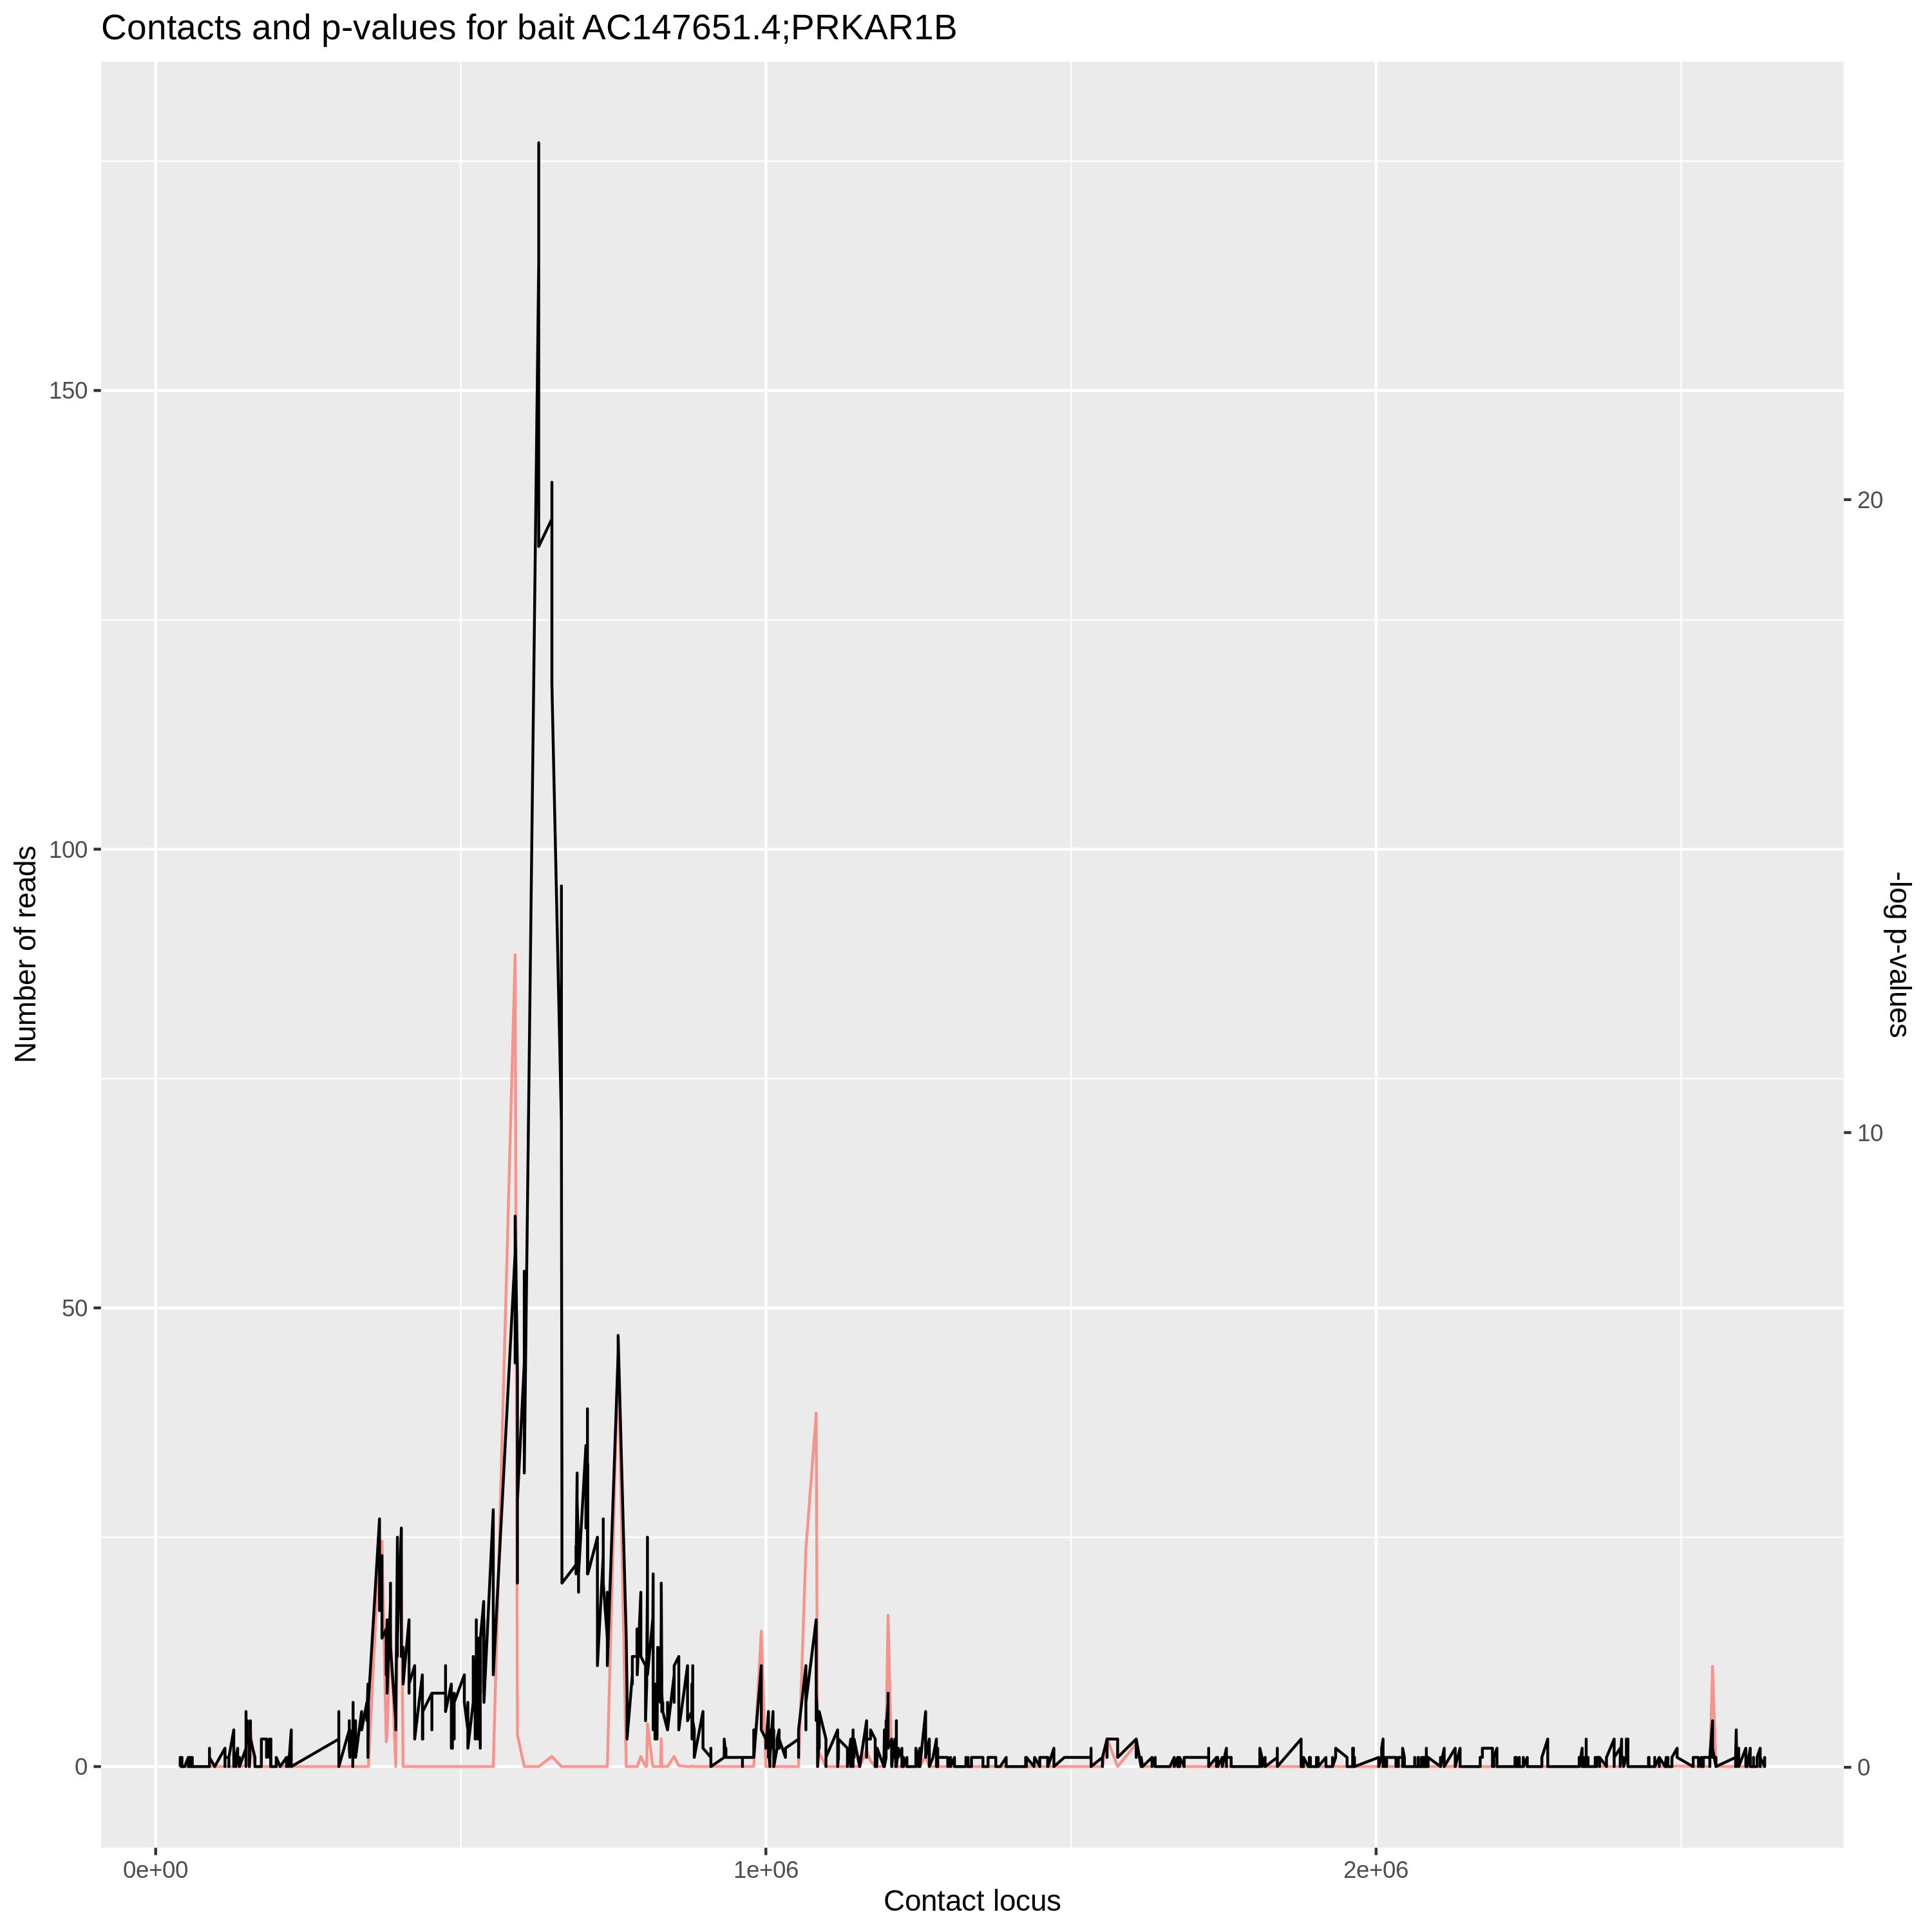 Contacts and p-values for bait AC147651.4;PRKAR1B
Number of reads
150
100
50
0
20
10
0
-log p-values
0e+00
1e+06
2e+06
Contact locus